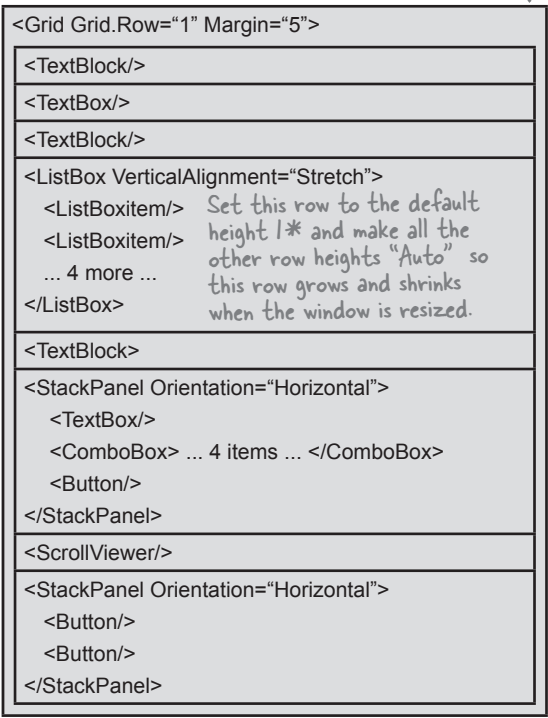 <Grid Grid.Row=“1” Margin=“5”>
<TextBlock/>
<TextBox/>
<TextBlock/>
<ListBox VerticalAlignment=“Stretch”>
<ListBoxitem/>
<ListBoxitem/>
... 4 more ...
</ListBox>
Set this row to the default
height 1* and make all the
other row heights “Auto” so
this row grows and shrinks
when the window is resized.
<TextBlock>
<StackPanel Orientation=“Horizontal”>
<TextBox/>
<ComboBox> ... 4 items ... </ComboBox>
<Button/>
</StackPanel>
<ScrollViewer/>
<StackPanel Orientation=“Horizontal”>
<Button/>
<Button/>
</StackPanel>